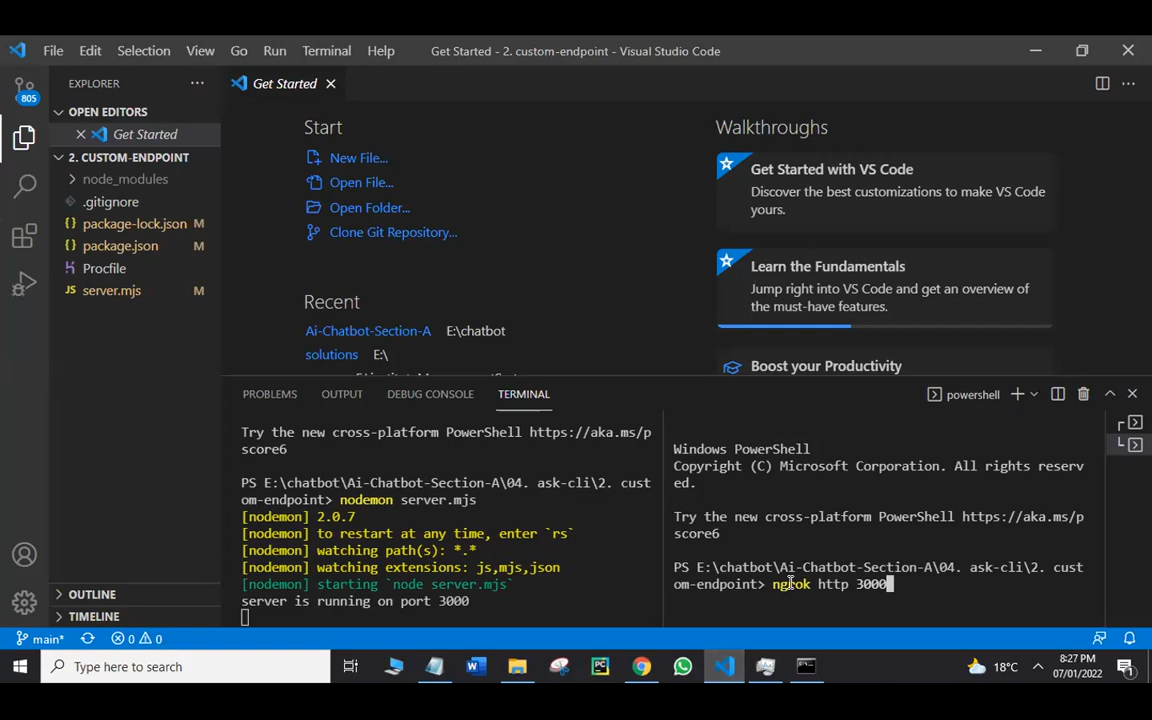 File Edit Selection View Go Run Terminal Help
Get Started - 2. custom-endpoint - Visual Studio Code
805
EXPLORER
OPEN EDITORS
Get Started
2. CUSTOM-ENDPOINT
node_modules
.gitignore
package-lock.json M
package.json M
Procfile
server.mjs M
OUTLINE
TIMELINE
Get Started
Start
New File...
Open File...
Open Folder...
Clone Git Repository...
Recent
Ai-Chatbot-Section-A E:\chatbot
solutions E:\
Walkthroughs
Get Started with VS Code
Discover the best customizations to make VS Code
yours.
Learn the Fundamentals
Jump right into VS Code and get an overview of
the must-have features.
Boost your Productivity
PROBLEMS OUTPUT DEBUG CONSOLE TERMINAL
powershell
Try the new cross-platform PowerShell https://aka.ms/p
score6
PS E:\chatbot\Ai-Chatbot-Section-A\04. ask-cli\2. cust
om-endpoint> nodemon server.mjs
[nodemon] 2.0.7
[nodemon] to restart at any time, enter `rs`
[nodemon] watching path(s): *.*
[nodemon] watching extensions: js,mjs,json
[nodemon] starting `node server.mjs`
server is running on port 3000
Windows PowerShell
Copyright (C) Microsoft Corporation. All rights reserv
ed.
Try the new cross-platform PowerShell https://aka.ms/p
score6
PS E:\chatbot\Ai-Chatbot-Section-A\04. ask-cli\2. cust
om-endpoint> ngrok http 3000
main* 0 0
Type here to search
18°C
8:27 PM
07/01/2022
1